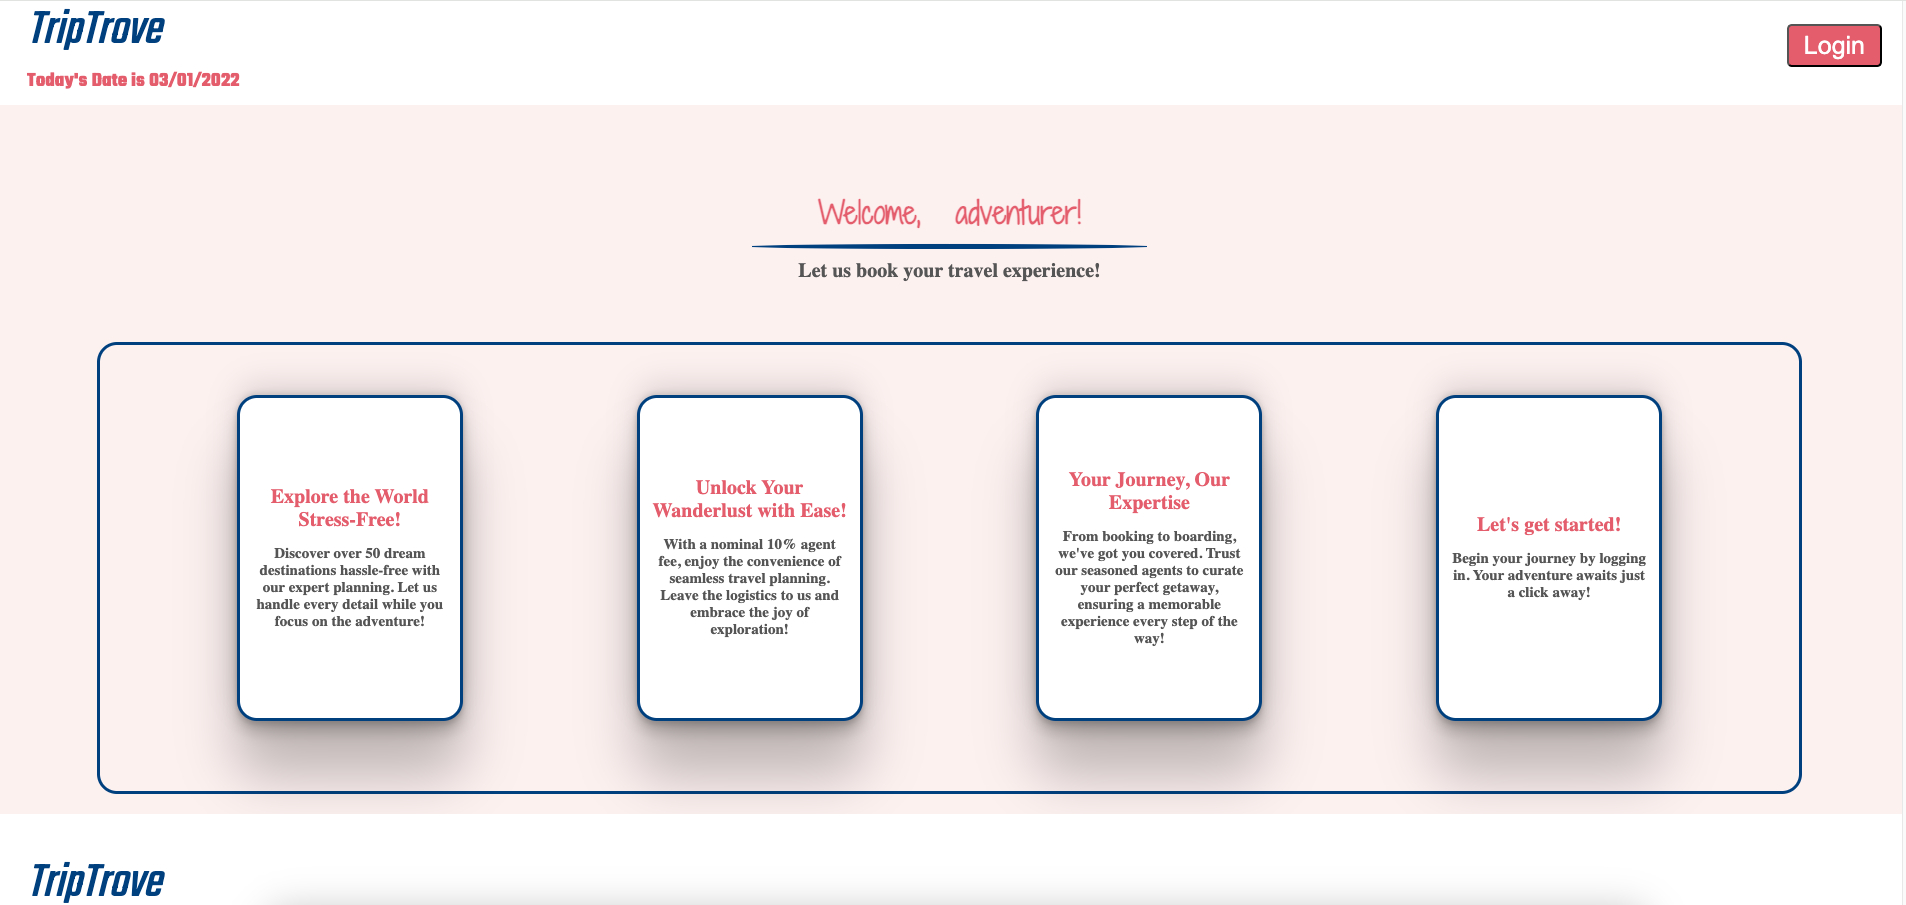 TripTrove
Login
Today's Date is 03/01/2022
Welcome, adventurer!
Let us book your travel experience!
Explore the World
Stress-Free!
Discover over 50 dream
destinations hassle-free with
our expert planning. Let us
handle every detail while you
focus on the adventure!
Unlock Your
Wanderlust with Ease!
With a nominal 10% agent
fee, enjoy the convenience of
seamless travel planning.
Leave the logistics to us and
embrace the joy of
exploration!
Your Journey, Our
Expertise
From booking to boarding,
we've got you covered. Trust
our seasoned agents to curate
your perfect getaway,
ensuring a memorable
experience every step of the
way!
Let's get started!
Begin your journey by logging
in. Your adventure awaits just
a click away!
TripTrove